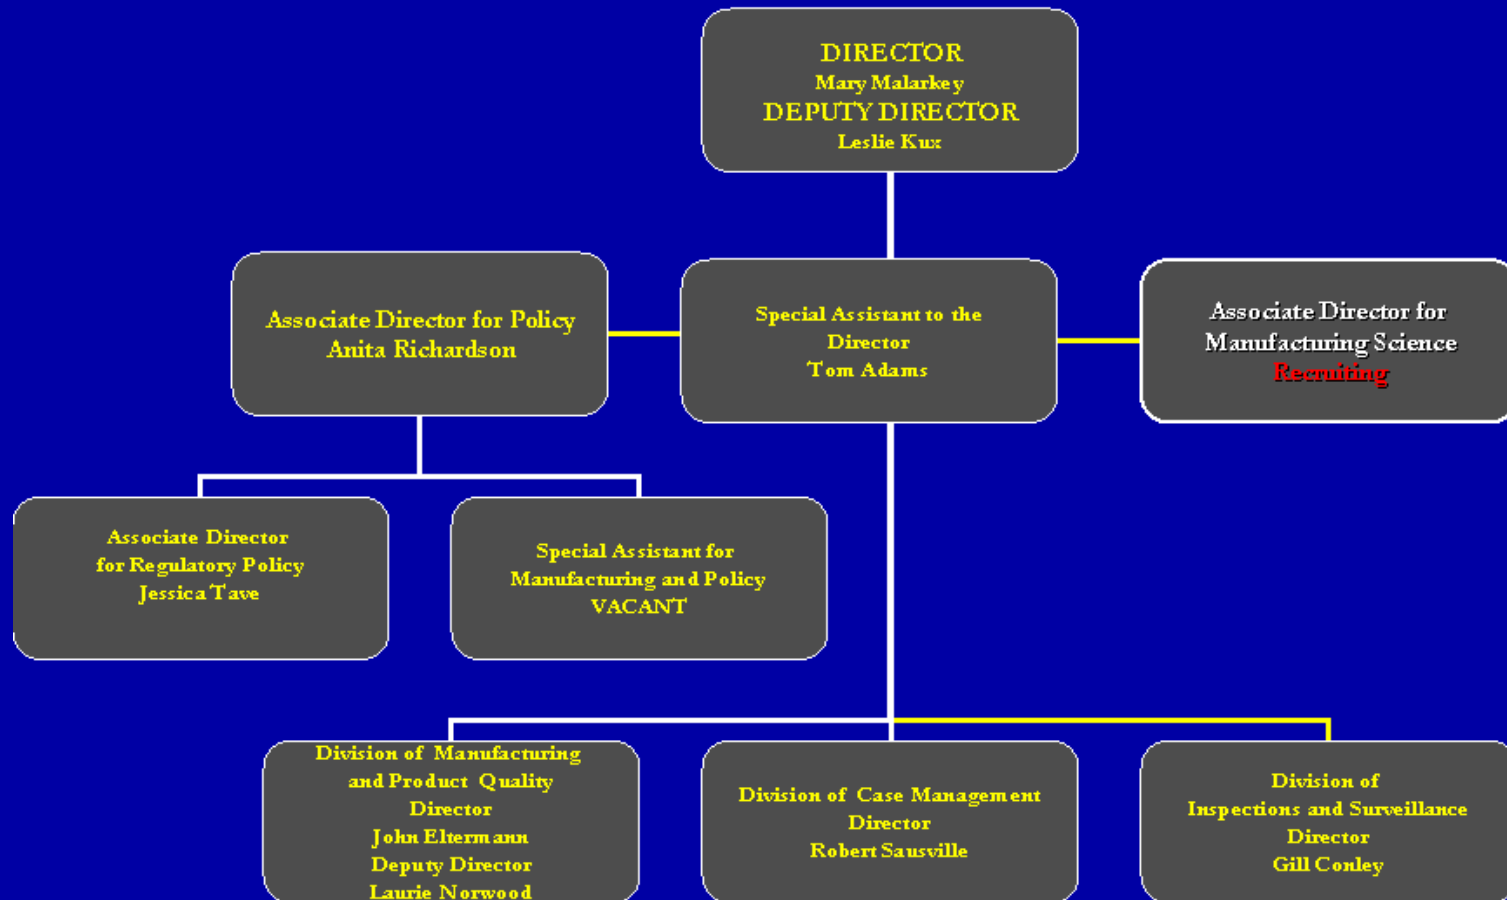 DIRECTOR
Mary Malarkey
DEPUTY DIRECTOR
Leslie Kux
Associate Director for Policy
Anita Richardson
Special Assistant to the
Director
Tom Adams
Associate Director for
Manufacturing Science
Recruiting
Associate Director
for Regulatory Policy
Jessica Tave
Special Assistant for
Manufacturing and Policy
VACANT
Division of Manufacturing
and Product Quality
Director
John Eltermann
Deputy Director
Laurie Norwood
Division of Case Management
Director
Robert Sausville
Division of
Inspections and Surveillance
Director
Gill Conley